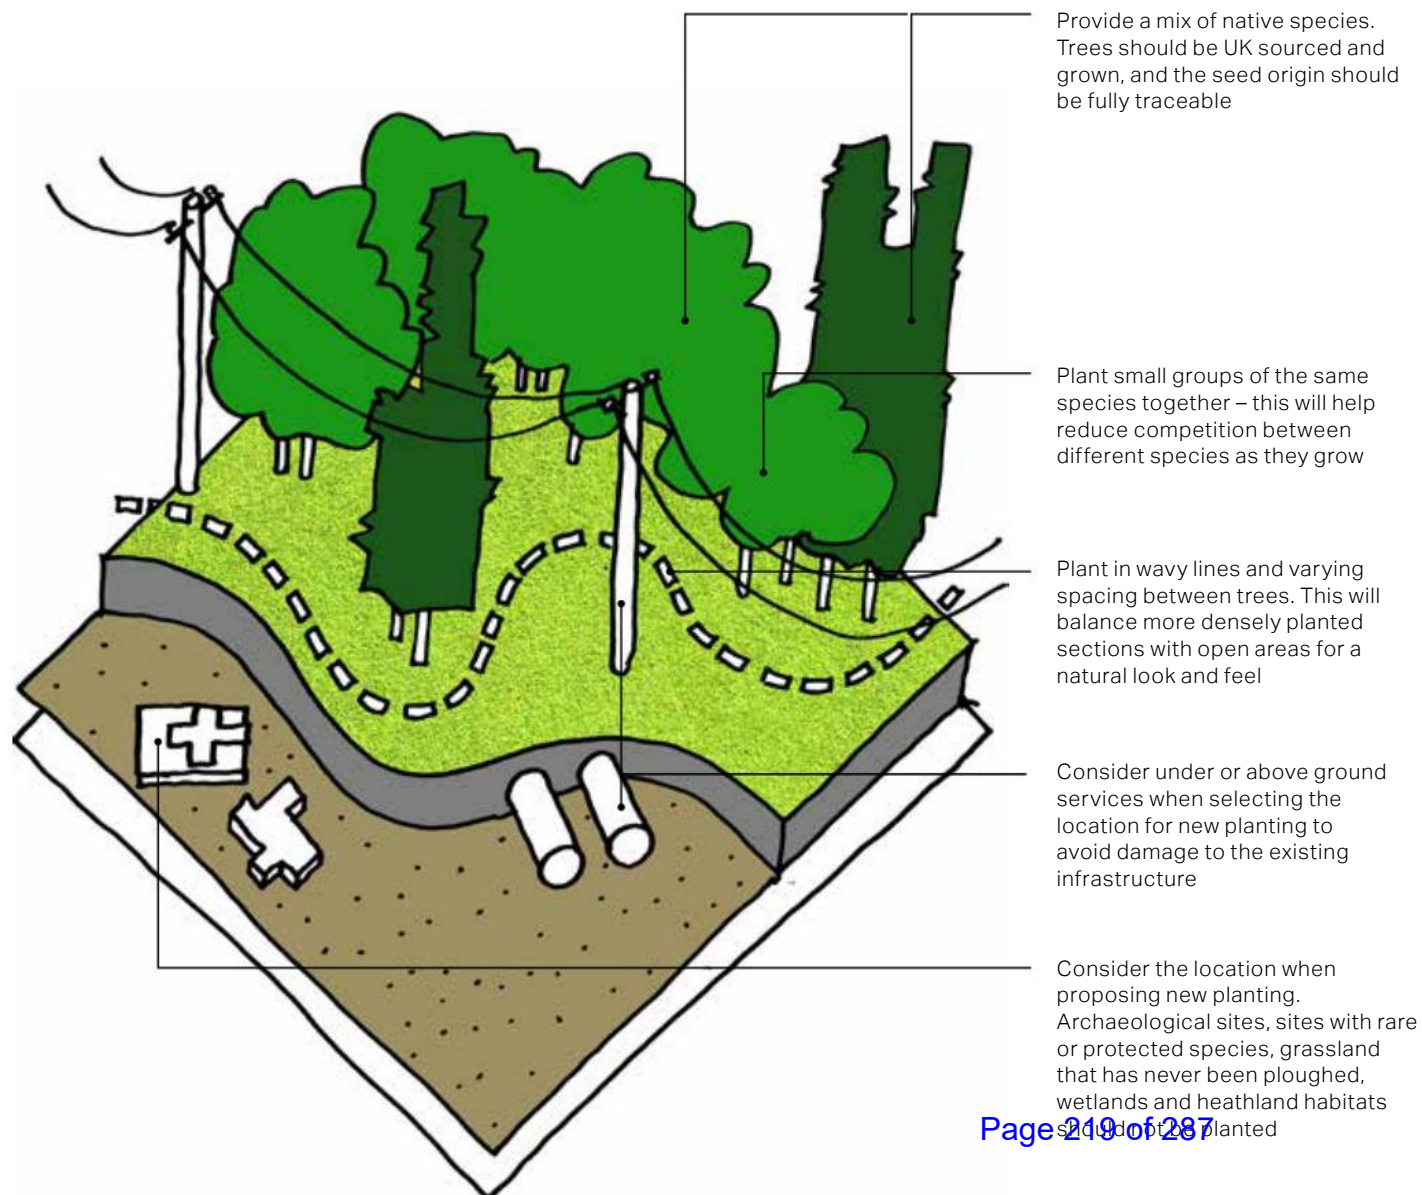 Provide a mix of native species.
Trees should be UK sourced and
grown, and the seed origin should
be fully traceable
Plant small groups of the same
species together – this will help
reduce competition between
different species as they grow
Plant in wavy lines and varying
spacing between trees. This will
balance more densely planted
sections with open areas for a
natural look and feel
Consider under or above ground
services when selecting the
location for new planting to
avoid damage to the existing
infrastructure
Consider the location when
proposing new planting.
Archaeological sites, sites with rare
or protected species, grassland
that has never been ploughed,
wetlands and heathland habitats
should not be planted
Page 219 of 287